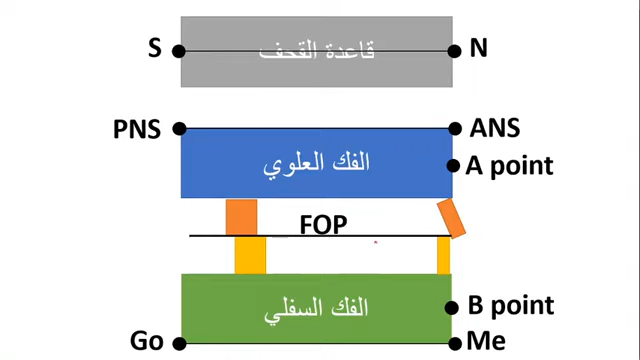 S قاعدة القحف N
PNS ANS
الفك العلوي A point
FOP
الفك السفلي B point
Go Me